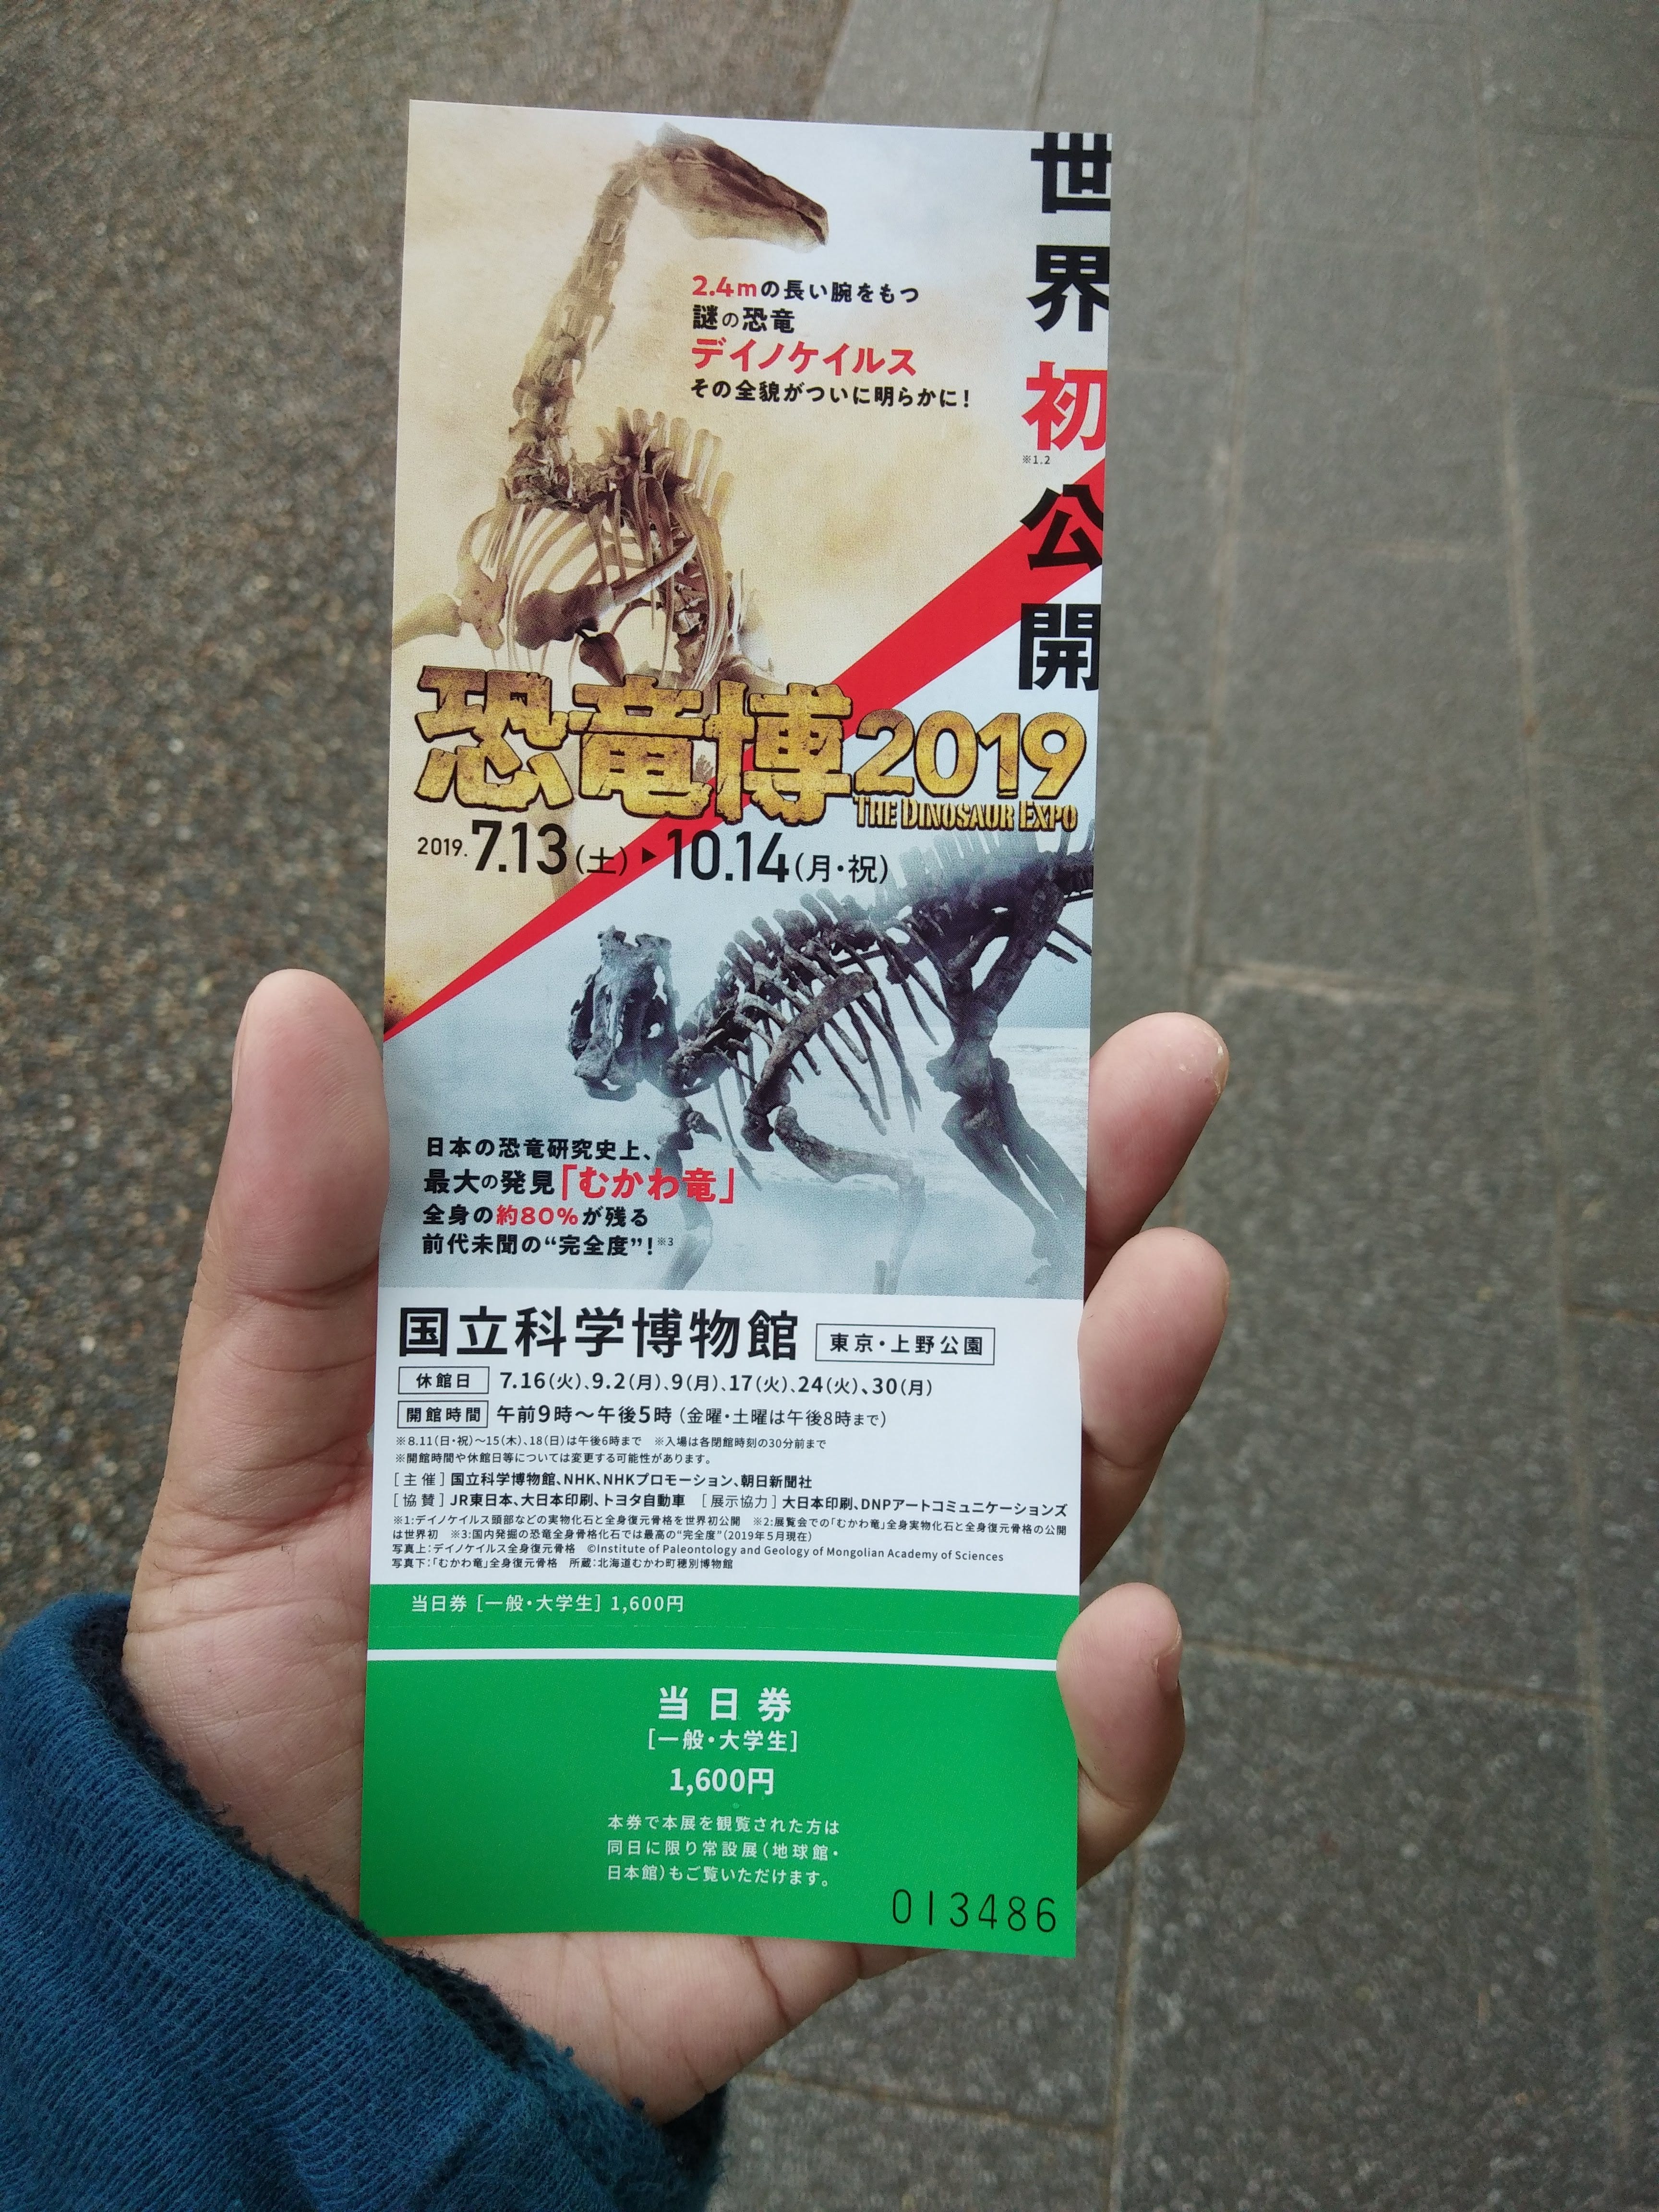 世界初公開
※1.2
2.4mの長い腕をもつ
謎の恐竜
デイノケイルス
その全貌がついに明らかに!
恐竜博2019
THE DINOSAUR EXPO
2019.7.13(土)▶10.14(月・祝)
日本の恐竜研究史上、
最大の発見「むかわ竜」
全身の約80%が残る
前代未聞の“完全度”!※3
国立科学博物館 東京・上野公園
休館日 7.16(火)、9.2(月)、9(月)、17(火)、24(火)、30(月)
開館時間 午前9時～午後5時(金曜・土曜は午後8時まで)
※8.11(日・祝)～15(木)、18(日)は午後6時まで ※入場は各閉館時刻の30分前まで
※開館時間や休館日等については変更する可能性があります。
[主催]国立科学博物館、NHK、NHKプロモーション、朝日新聞社
[協賛]JR東日本、大日本印刷、トヨタ自動車 [展示協力]大日本印刷、DNPアートコミュニケーションズ
※1:デイノケイルス頭部などの実物化石と全身復元骨格を世界初公開 ※2:展覧会での「むかわ竜」全身実物化石と全身復元骨格の公開
は世界初 ※3:国内発掘の恐竜全身骨格化石では最高の“完全度”(2019年5月現在)
写真上:デイノケイルス全身復元骨格 ©Institute of Paleontology and Geology of Mongolian Academy of Sciences
写真下:「むかわ竜」全身復元骨格 所蔵:北海道むかわ町穂別博物館
当日券 [一般・大学生] 1,600円
当日券
[一般・大学生]
1,600円
本券で本展を観覧された方は
同日に限り常設展(地球館・
日本館)もご覧いただけます。
013486